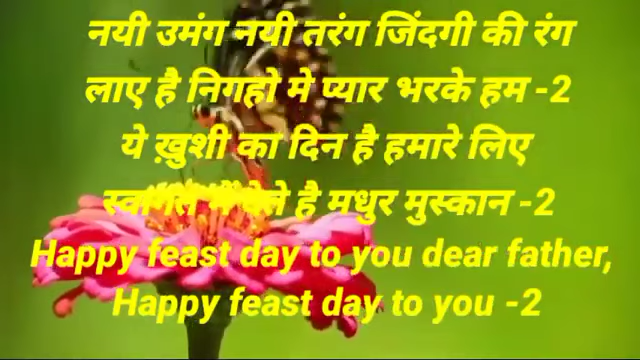 नयी उमंग नयी तरंग जिंदगी की रंग
लाए है निगहो मे प्यार भरके हम -2
ये ख़ुशी का दिन है हमारे लिए
स्वागत में देते है मधुर मुस्कान -2
Happy feast day to you dear father,
Happy feast day to you -2